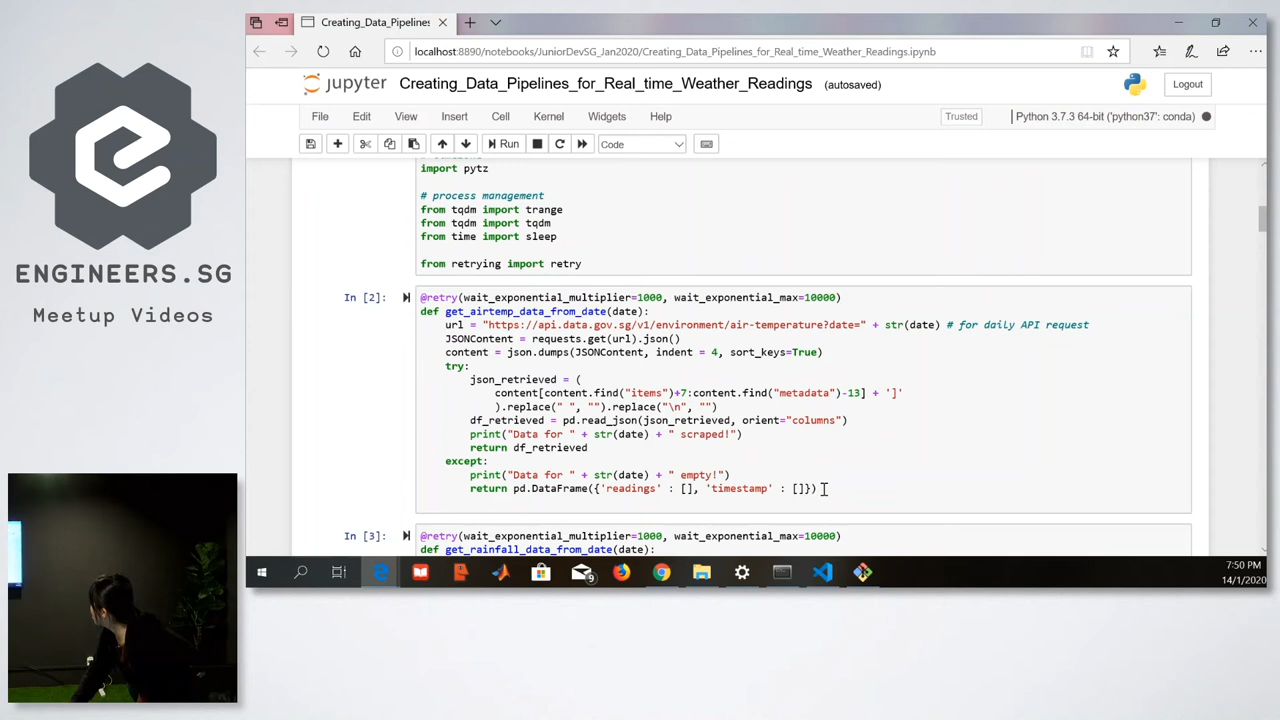 ENGINEERS.SG
Meetup Videos
Creating_Data_Pipelines
localhost:8890/notebooks/JuniorDevSG_Jan2020/Creating_Data_Pipelines_for_Real_time_Weather_Readings.ipynb
jupyter Creating_Data_Pipelines_for_Real_time_Weather_Readings (autosaved)
Logout
File Edit View Insert Cell Kernel Widgets Help
Trusted
Python 3.7.3 64-bit ('python37': conda)
Run
Code
import pytz
# process management
from tqdm import trange
from tqdm import tqdm
from time import sleep
from retrying import retry
In [2]:
@retry(wait_exponential_multiplier=1000, wait_exponential_max=10000)
def get_airtemp_data_from_date(date):
url = "https://api.data.gov.sg/v1/environment/air-temperature?date=" + str(date) # for daily API request
JSONContent = requests.get(url).json()
content = json.dumps(JSONContent, indent = 4, sort_keys=True)
try:
json_retrieved = (
content[content.find("items")+7:content.find("metadata")-13] + ']'
).replace(" ", "").replace("\n", "")
df_retrieved = pd.read_json(json_retrieved, orient="columns")
print("Data for " + str(date) + " scraped!")
return df_retrieved
except:
print("Data for " + str(date) + " empty!")
return pd.DataFrame({'readings' : [], 'timestamp' : []})
In [3]:
@retry(wait_exponential_multiplier=1000, wait_exponential_max=10000)
def get_rainfall_data_from_date(date):
9
7:50 PM
14/1/2020